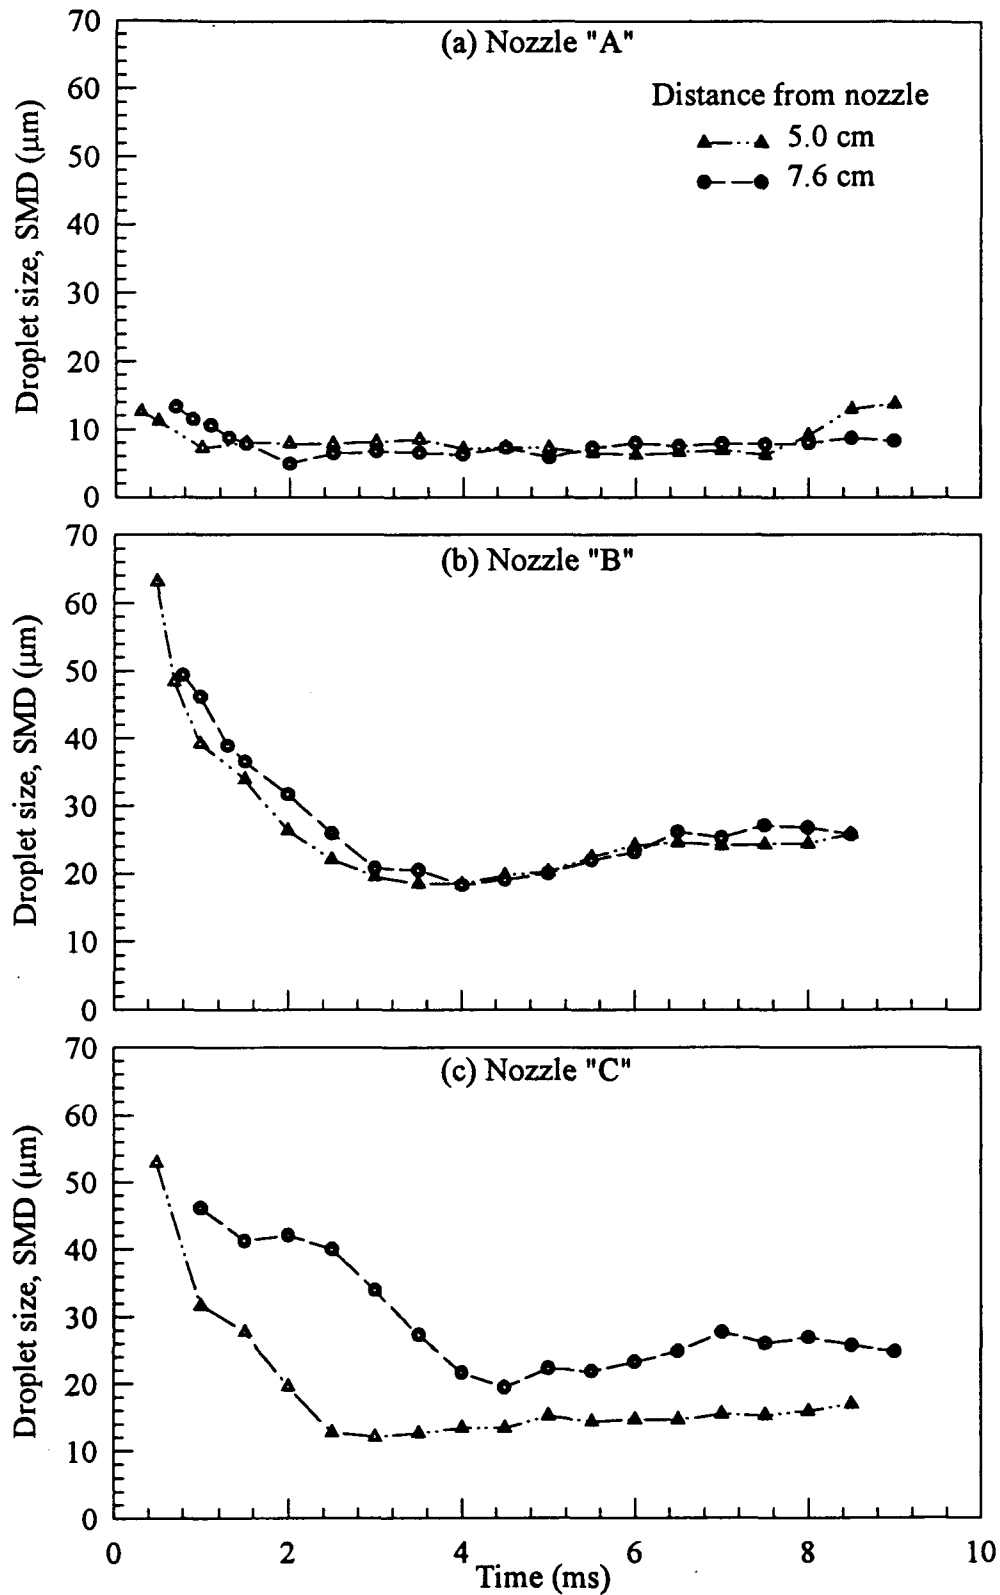 (a) Nozzle "A"
Distance from nozzle
5.0 cm
7.6 cm
Droplet size, SMD (μm)
70
60
50
40
30
20
10
0
(b) Nozzle "B"
Droplet size, SMD (μm)
70
60
50
40
30
20
10
0
(c) Nozzle "C"
Droplet size, SMD (μm)
70
60
50
40
30
20
10
0
0 2 4 6 8 10
Time (ms)